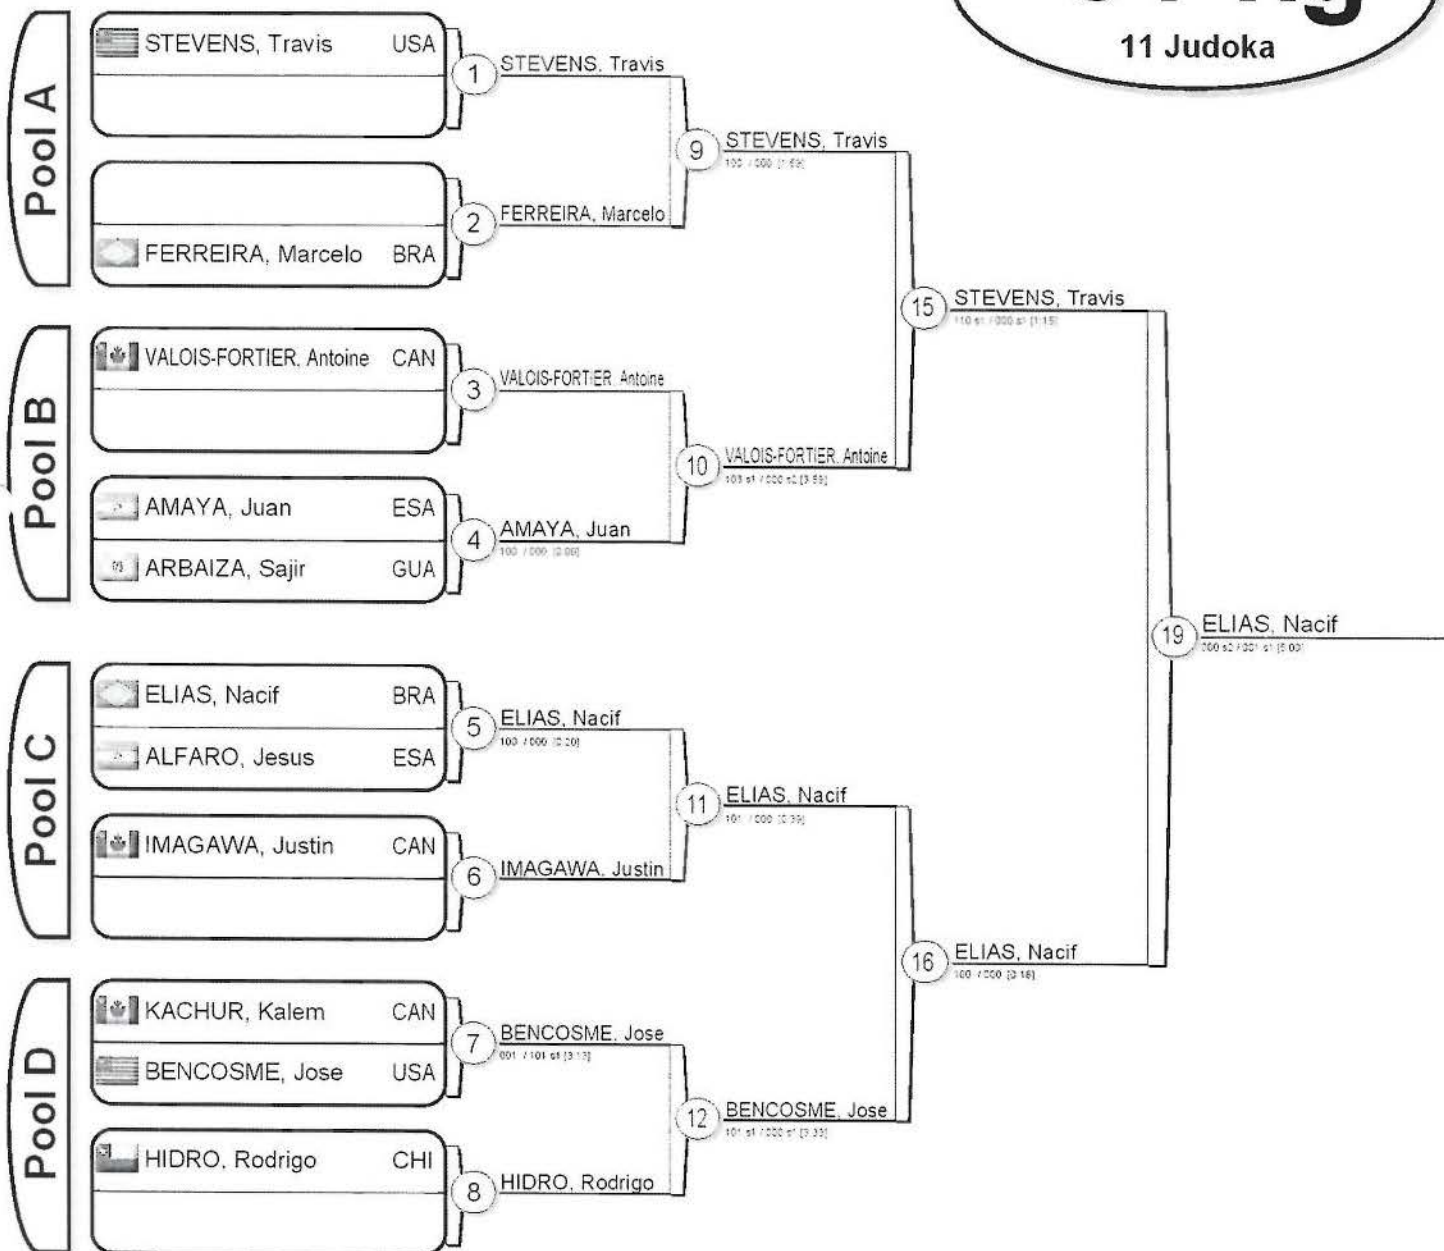 11 Judoka
Pool A
STEVENS, Travis USA
FERREIRA, Marcelo BRA
1 STEVENS, Travis
2 FERREIRA, Marcelo
9 STEVENS, Travis
Pool B
VALOIS-FORTIER, Antoine CAN
AMAYA, Juan ESA
ARBAIZA, Sajir GUA
3 VALOIS-FORTIER, Antoine
4 AMAYA, Juan
10 VALOIS-FORTIER, Antoine
15 STEVENS, Travis
Pool C
ELIAS, Nacif BRA
ALFARO, Jesus ESA
IMAGAWA, Justin CAN
5 ELIAS, Nacif
6 IMAGAWA, Justin
11 ELIAS, Nacif
Pool D
KACHUR, Kalem CAN
BENCOSME, Jose USA
HIDRO, Rodrigo CHI
7 BENCOSME, Jose
8 HIDRO, Rodrigo
12 BENCOSME, Jose
16 ELIAS, Nacif
19 ELIAS, Nacif